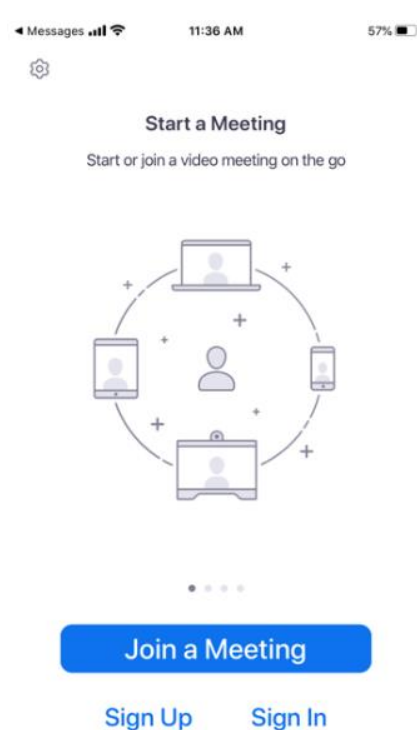 Messages 11:36 AM 57%
Start a Meeting
Start or join a video meeting on the go
Join a Meeting
Sign Up Sign In